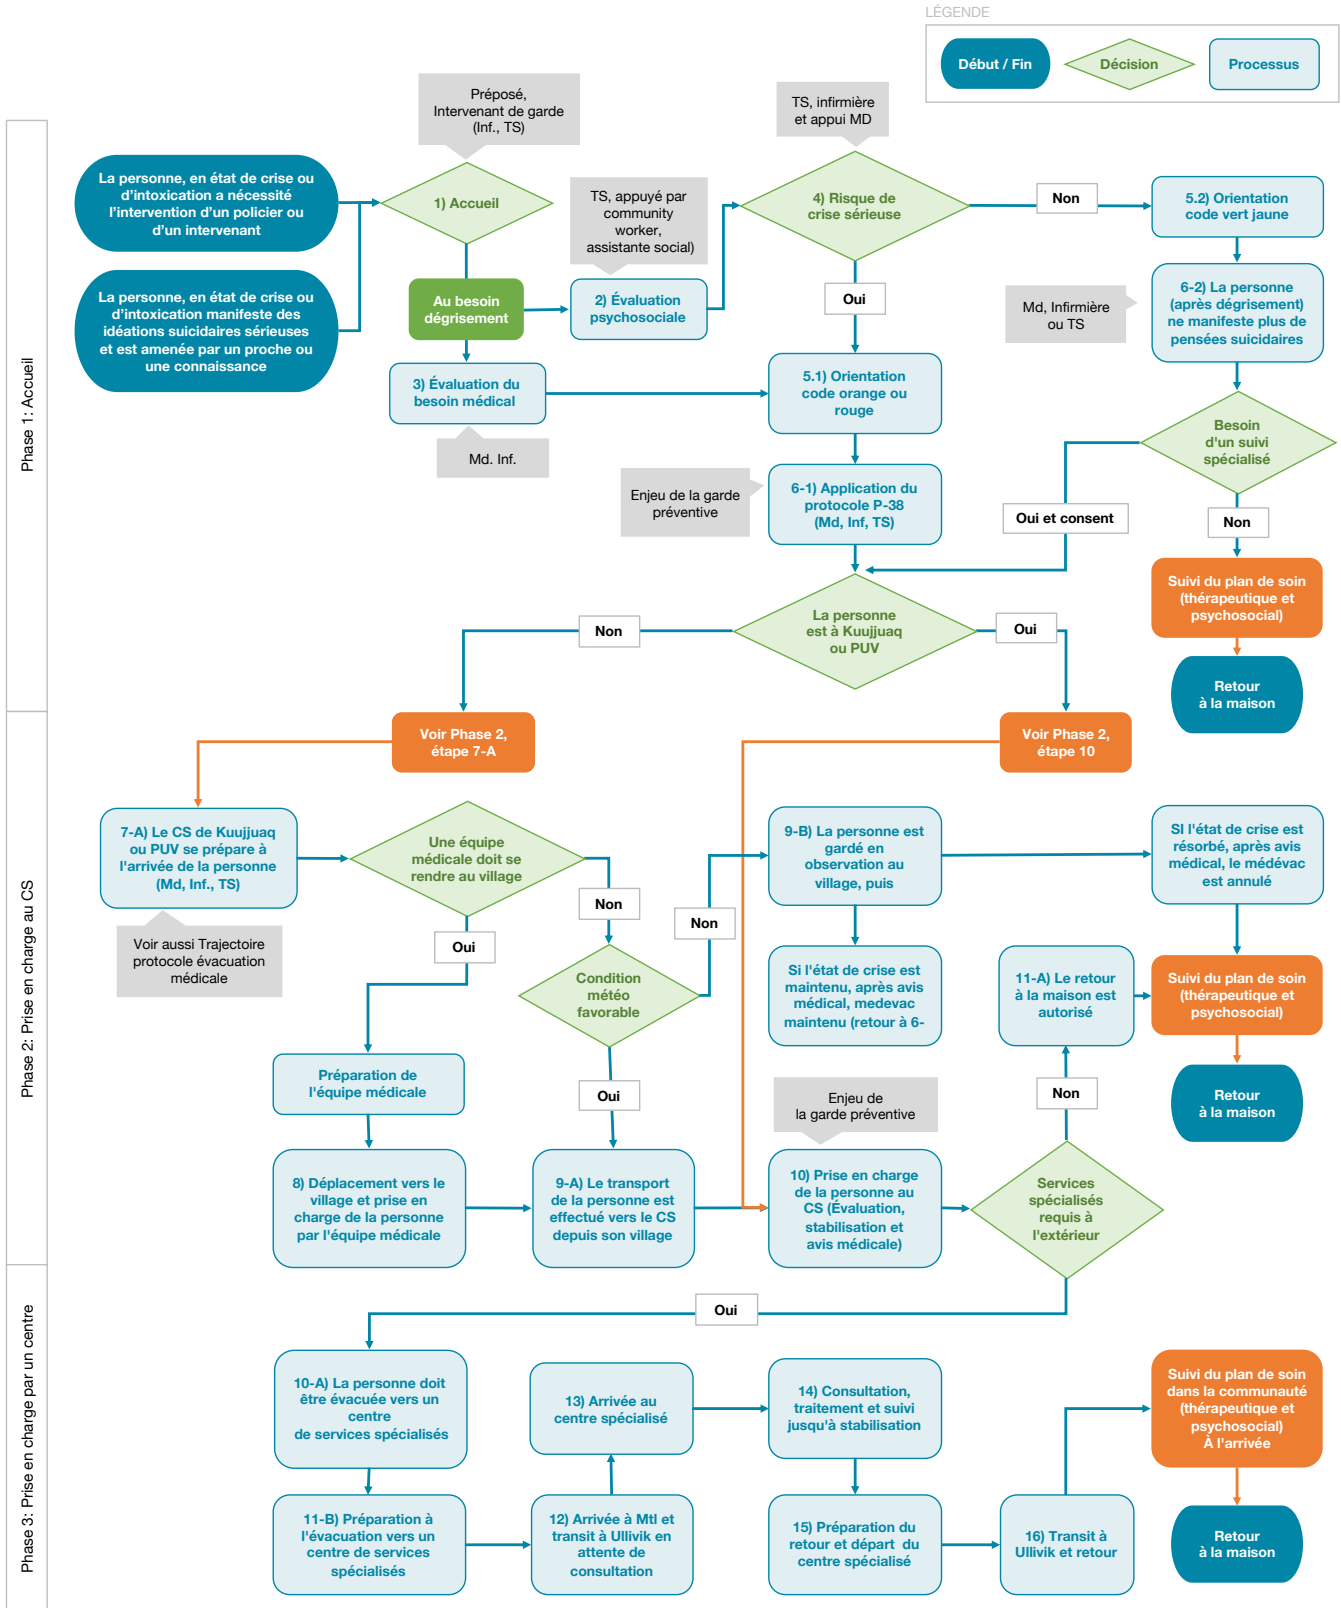 LÉGENDE
Début / Fin
Décision
Processus
Phase 1: Accueil
Préposé,
Intervenant de garde
(Inf., TS)
TS, infirmière
et appui MD
La personne, en état de crise ou
d'intoxication a nécessité
l'intervention d'un policier ou
d'un intervenant
1) Accueil
TS, appuyé par
community
worker,
assistante social)
4) Risque de
crise sérieuse
Non
5.2) Orientation
code vert jaune
La personne, en état de crise ou
d'intoxication manifeste des
idéations suicidaires sérieuses
et est amenée par un proche ou
une connaissance
Au besoin
dégrisement
2) Évaluation
psychosociale
Oui
Md, Infirmière
ou TS
6-2) La personne
(après dégrisement)
ne manifeste plus de
pensées suicidaires
3) Évaluation du
besoin médical
5.1) Orientation
code orange ou
rouge
Md. Inf.
Besoin
d'un suivi
spécialisé
Enjeu de la garde
préventive
6-1) Application du
protocole P-38
(Md, Inf, TS)
Oui et consent
Non
Suivi du plan de soin
(thérapeutique et
psychosocial)
Non
La personne
est à Kuujjuaq
ou PUV
Oui
Retour
à la maison
Phase 2: Prise en charge au CS
Voir Phase 2,
étape 7-A
Voir Phase 2,
étape 10
7-A) Le CS de Kuujjuaq
ou PUV se prépare à
l'arrivée de la personne
(Md, Inf., TS)
Une équipe
médicale doit se
rendre au village
9-B) La personne est
gardé en
observation au
village, puis
SI l'état de crise est
résorbé, après avis
médical, le médévac
est annulé
Non
Non
Voir aussi Trajectoire
protocole évacuation
médicale
Oui
Condition
météo
favorable
Si l'état de crise est
maintenu, après avis
médical, medevac
maintenu (retour à 6-
11-A) Le retour
à la maison est
autorisé
Suivi du plan de soin
(thérapeutique et
psychosocial)
Préparation de
l'équipe médicale
Oui
Enjeu de
la garde préventive
Non
Retour
à la maison
8) Déplacement vers le
village et prise en
charge de la personne
par l'équipe médicale
9-A) Le transport
de la personne est
effectué vers le CS
depuis son village
10) Prise en charge
de la personne au
CS (Évaluation,
stabilisation et
avis médicale)
Services
spécialisés
requis à
l'extérieur
Phase 3: Prise en charge par un centre
Oui
10-A) La personne doit
être évacuée vers un
centre
de services spécialisés
13) Arrivée au
centre spécialisé
14) Consultation,
traitement et suivi
jusqu'à stabilisation
Suivi du plan de soin
dans la communauté
(thérapeutique et
psychosocial)
À l'arrivée
11-B) Préparation à
l'évacuation vers un
centre de services
spécialisés
12) Arrivée à Mtl et
transit à Ullivik en
attente de
consultation
15) Préparation du
retour et départ du
centre spécialisé
16) Transit à
Ullivik et retour
Retour
à la maison